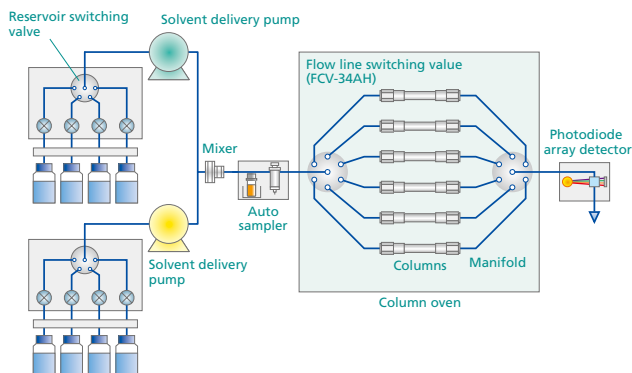 Reservoir switching
valve
Solvent delivery pump
Flow line switching value
(FCV-34AH)
Photodiode
array detector
Mixer
Auto
sampler
Solvent delivery
pump
Columns
Manifold
Column oven